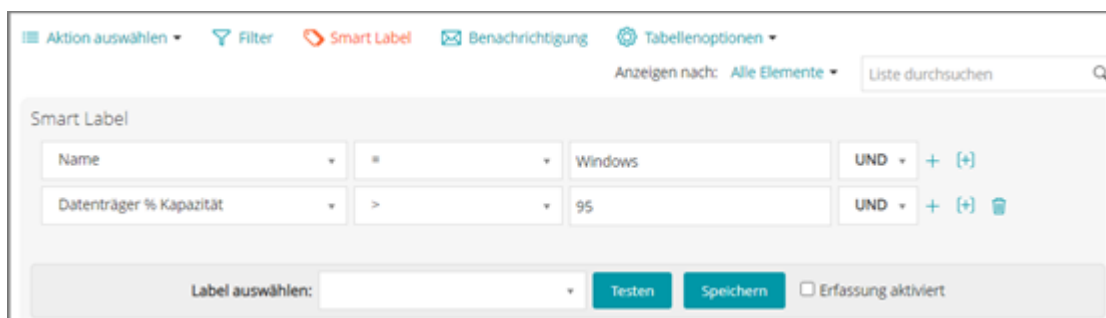 Aktion auswählen Filter Smart Label Benachrichtigung Tabellenoptionen
Anzeigen nach: Alle Elemente Liste durchsuchen
Smart Label
Name = Windows UND + [+]
Datenträger % Kapazität > 95 UND + [+]
Label auswählen: Testen Speichern Erfassung aktiviert